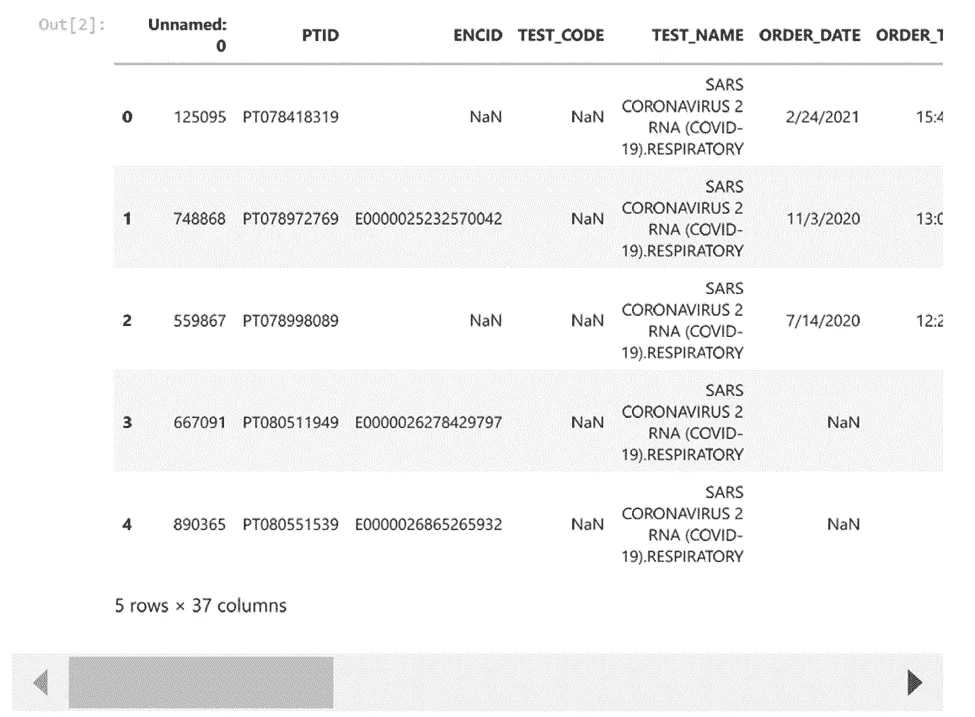 Out[2]:
Unnamed: 0 PTID ENCID TEST_CODE TEST_NAME ORDER_DATE ORDER_T
0 125095 PT078418319 NaN NaN SARS CORONAVIRUS 2 RNA (COVID-19).RESPIRATORY 2/24/2021 15:4
1 748868 PT078972769 E0000025232570042 NaN SARS CORONAVIRUS 2 RNA (COVID-19).RESPIRATORY 11/3/2020 13:0
2 559867 PT078998089 NaN NaN SARS CORONAVIRUS 2 RNA (COVID-19).RESPIRATORY 7/14/2020 12:2
3 667091 PT080511949 E0000026278429797 NaN SARS CORONAVIRUS 2 RNA (COVID-19).RESPIRATORY NaN
4 890365 PT080551539 E0000026865265932 NaN SARS CORONAVIRUS 2 RNA (COVID-19).RESPIRATORY NaN
5 rows × 37 columns